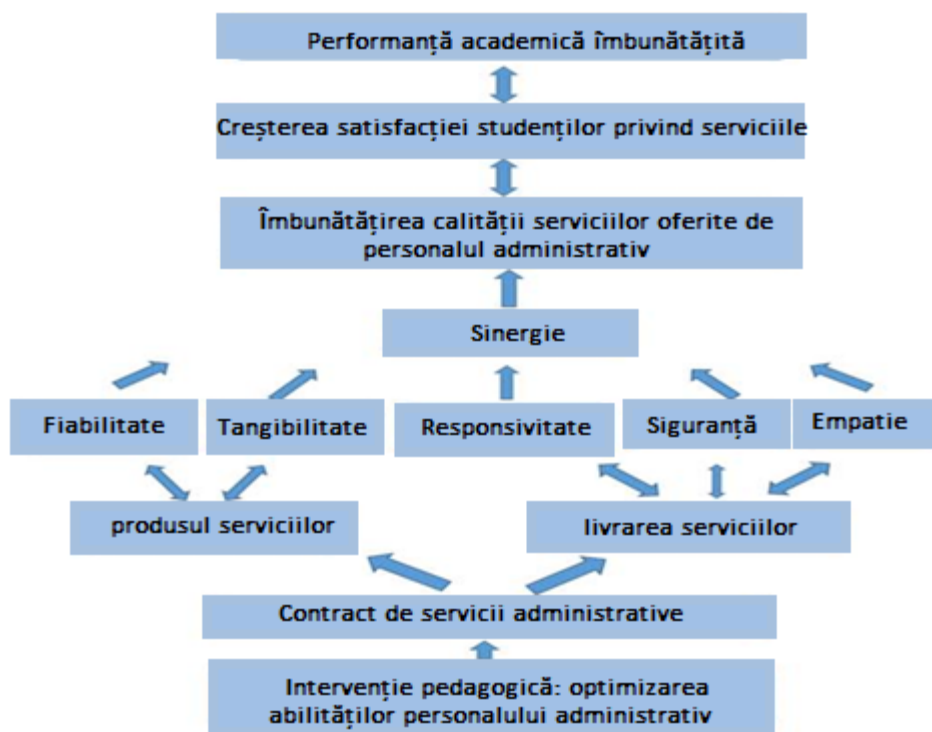 Performanță academică îmbunătățită
Creșterea satisfacției studenților privind serviciile
Îmbunătățirea calității serviciilor oferite de
personalul administrativ
Sinergie
Fiabilitate
Tangibilitate
Responsivitate
Siguranță
Empatie
produsul serviciilor
livrarea serviciilor
Contract de servicii administrative
Intervenție pedagogică: optimizarea
abilităților personalului administrativ